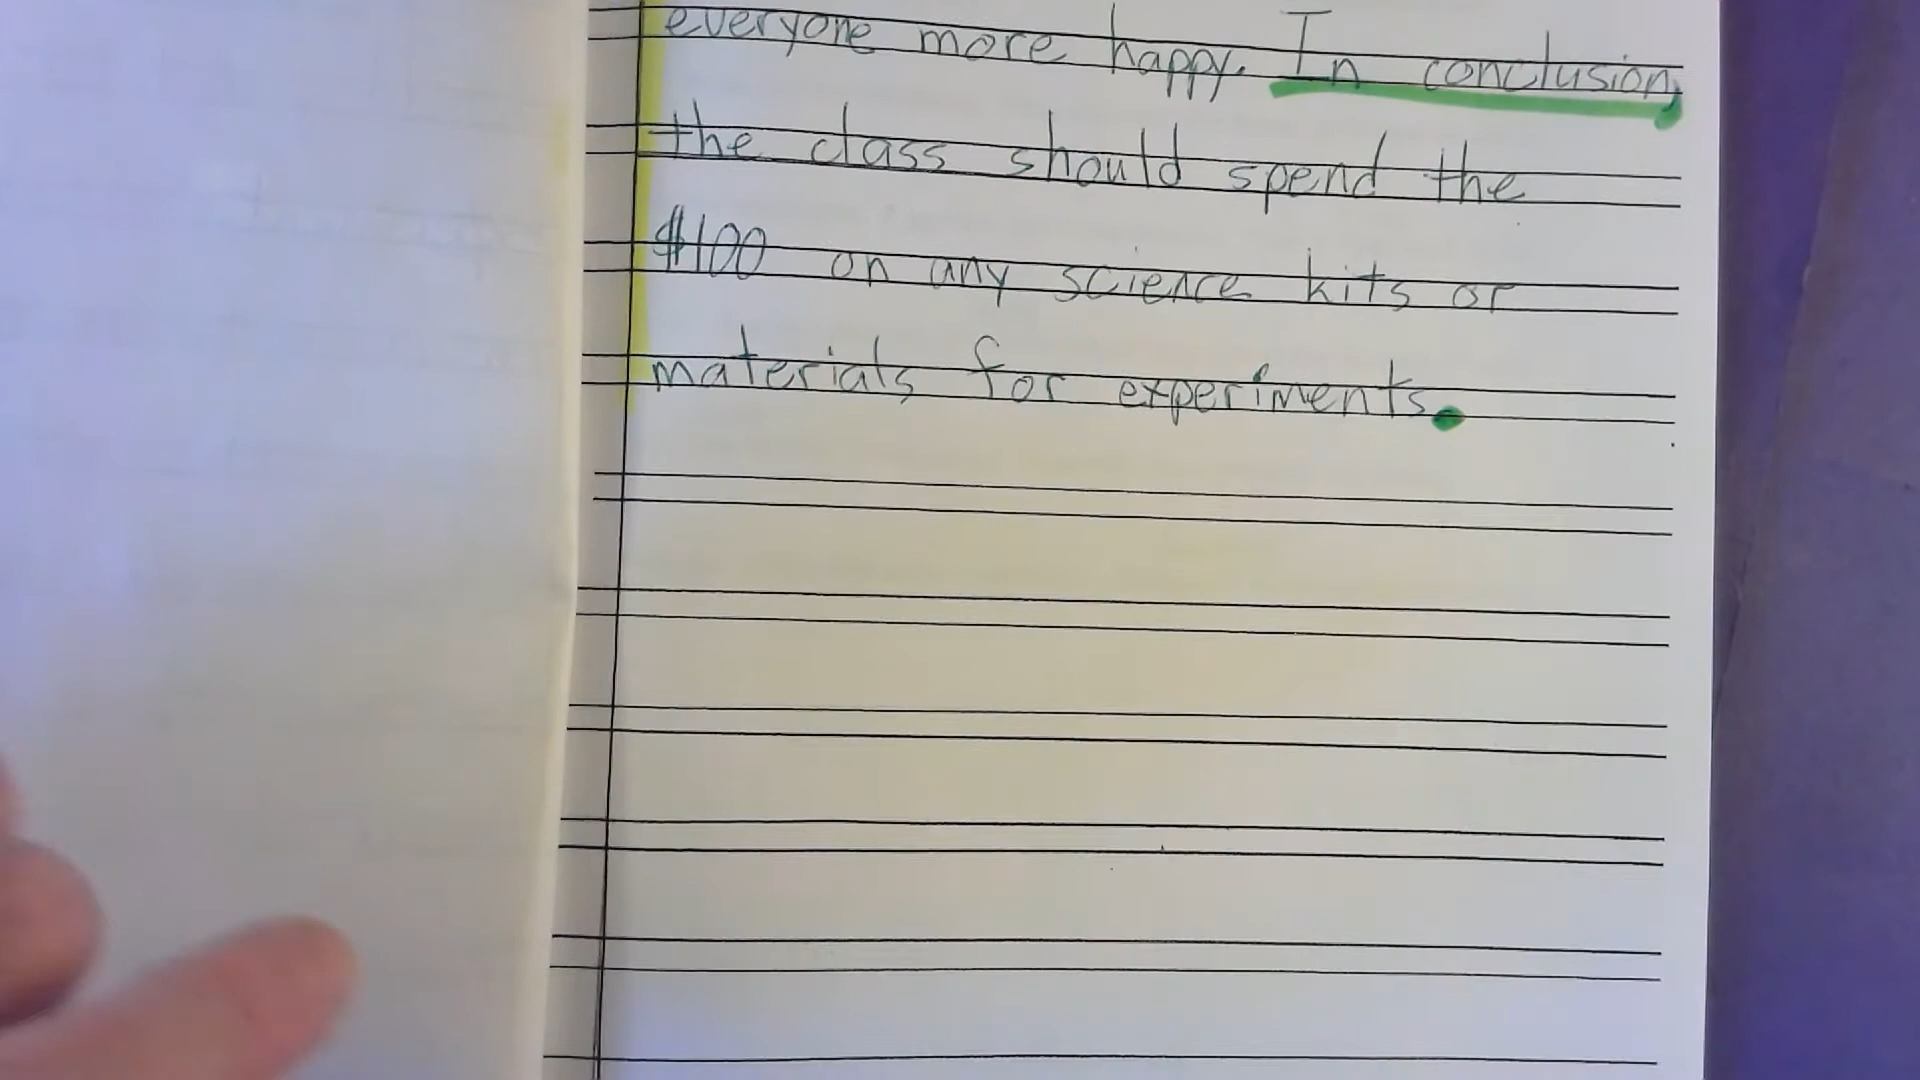 everyone more happy. In conclusion,
the class should spend the
$100 on any science kits or
materials for experiments.